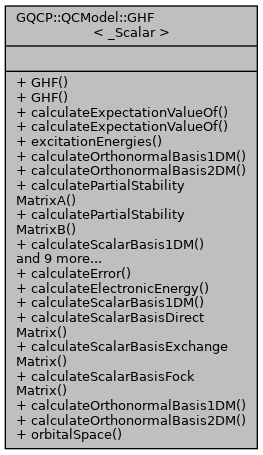 GQCP::QCModel::GHF
< _Scalar >
+ GHF()
+ GHF()
+ calculateExpectationValueOf()
+ calculateExpectationValueOf()
+ excitationEnergies()
+ calculateOrthonormalBasis1DM()
+ calculateOrthonormalBasis2DM()
+ calculatePartialStability
MatrixA()
+ calculatePartialStability
MatrixB()
+ calculateScalarBasis1DM()
and 9 more...
+ calculateError()
+ calculateElectronicEnergy()
+ calculateScalarBasis1DM()
+ calculateScalarBasisDirect
Matrix()
+ calculateScalarBasisExchange
Matrix()
+ calculateScalarBasisFock
Matrix()
+ calculateOrthonormalBasis1DM()
+ calculateOrthonormalBasis2DM()
+ orbitalSpace()